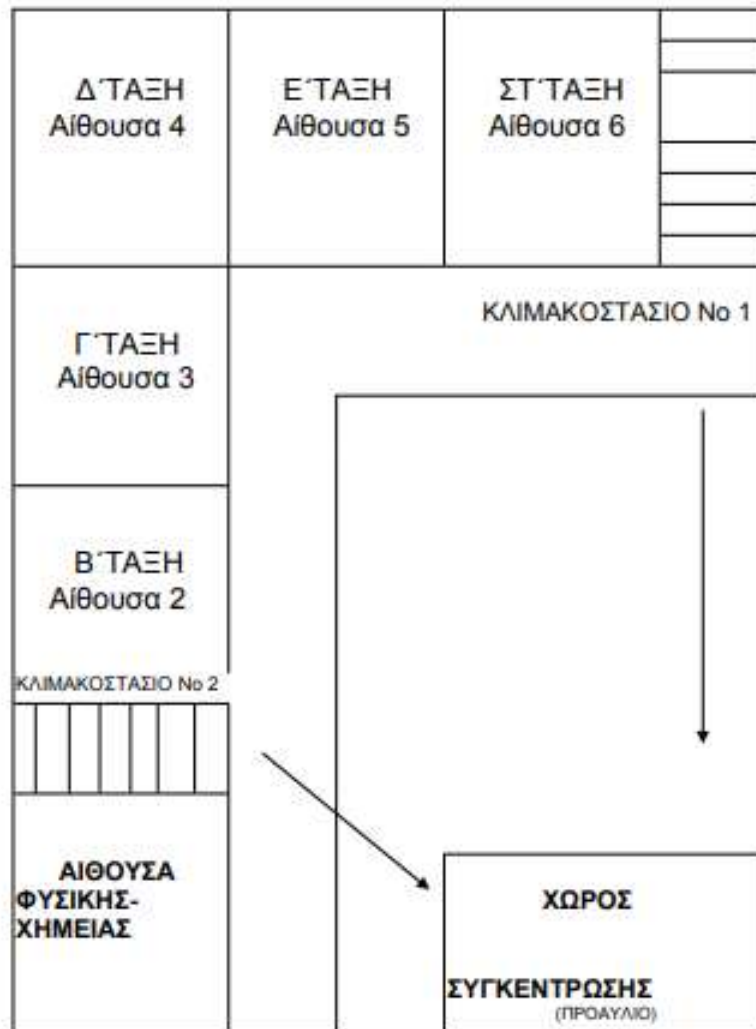 Δ΄ΤΑΞΗ
Αίθουσα 4
Ε΄ΤΑΞΗ
Αίθουσα 5
ΣΤ΄ΤΑΞΗ
Αίθουσα 6
ΚΛΙΜΑΚΟΣΤΑΣΙΟ Νο 1
Γ΄ΤΑΞΗ
Αίθουσα 3
Β΄ΤΑΞΗ
Αίθουσα 2
ΚΛΙΜΑΚΟΣΤΑΣΙΟ Νο 2
ΑΙΘΟΥΣΑ
ΦΥΣΙΚΗΣ-
ΧΗΜΕΙΑΣ
ΧΩΡΟΣ
ΣΥΓΚΕΝΤΡΩΣΗΣ
(ΠΡΟΑΥΛΙΟ)